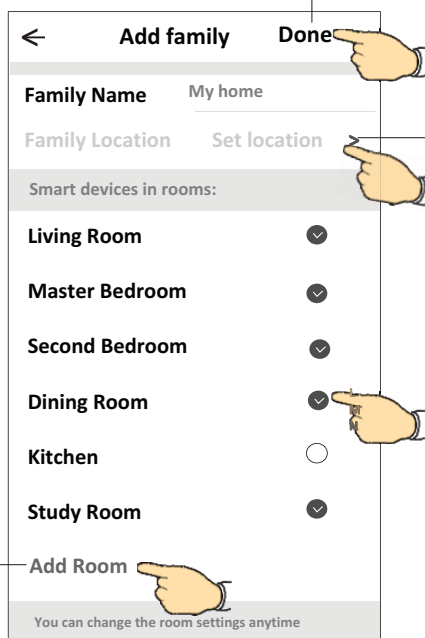 Add family Done
Family Name My home
Family Location Set location >
Smart devices in rooms:
Living Room
Master Bedroom
Second Bedroom
Dining Room
Kitchen
Study Room
Add Room
You can change the room settings anytime